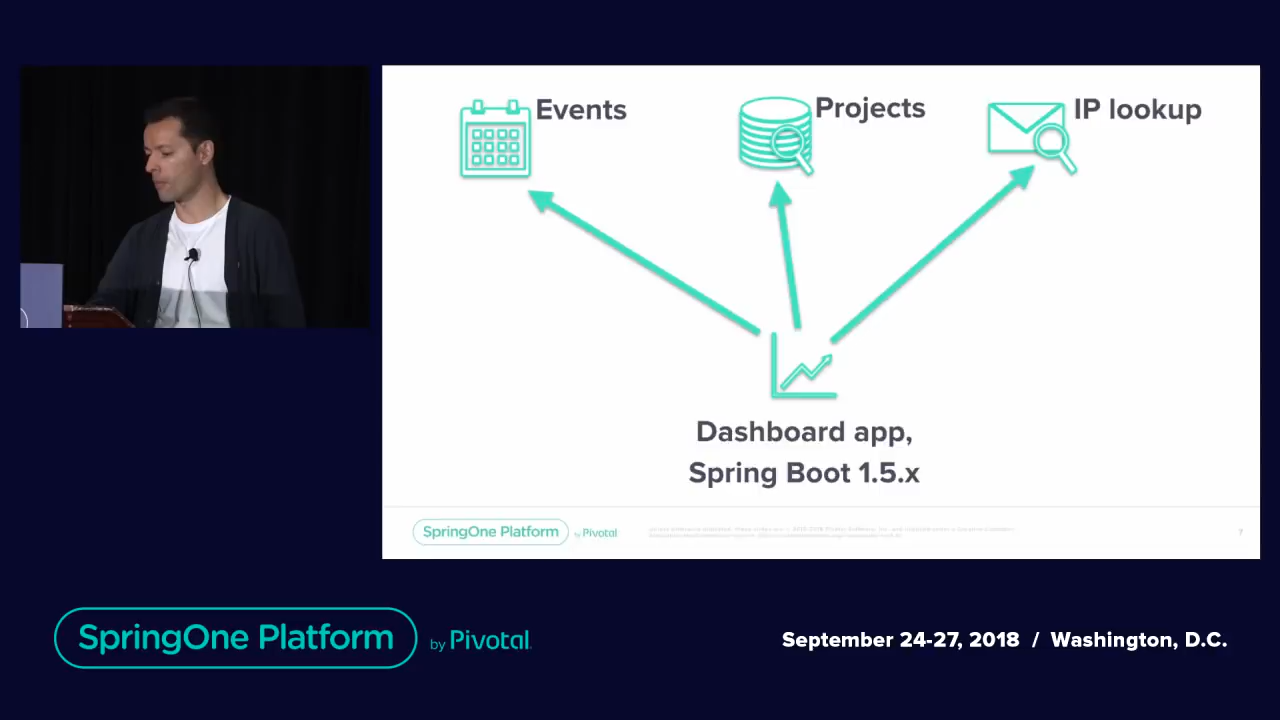 Events
Projects
IP lookup
Dashboard app,
Spring Boot 1.5.x
SpringOne Platform
by Pivotal
7
SpringOne Platform
by Pivotal
September 24-27, 2018 / Washington, D.C.